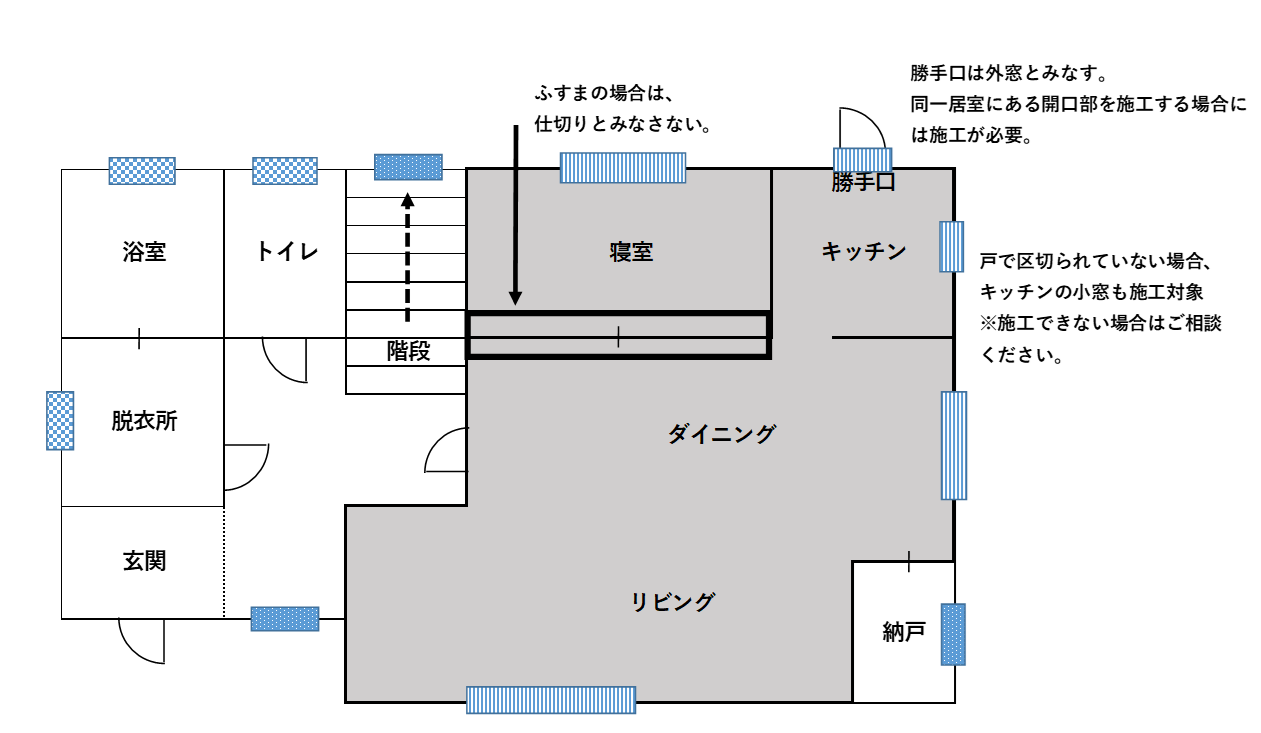 勝手口は外窓とみなす。
同一居室にある開口部を施工する場合に
は施工が必要。
ふすまの場合は、
仕切りとみなさない。
勝手口
浴室
トイレ
寝室
キッチン
戸で区切られていない場合、
キッチンの小窓も施工対象
※施工できない場合はご相談
ください。
階段
脱衣所
ダイニング
玄関
リビング
納戸